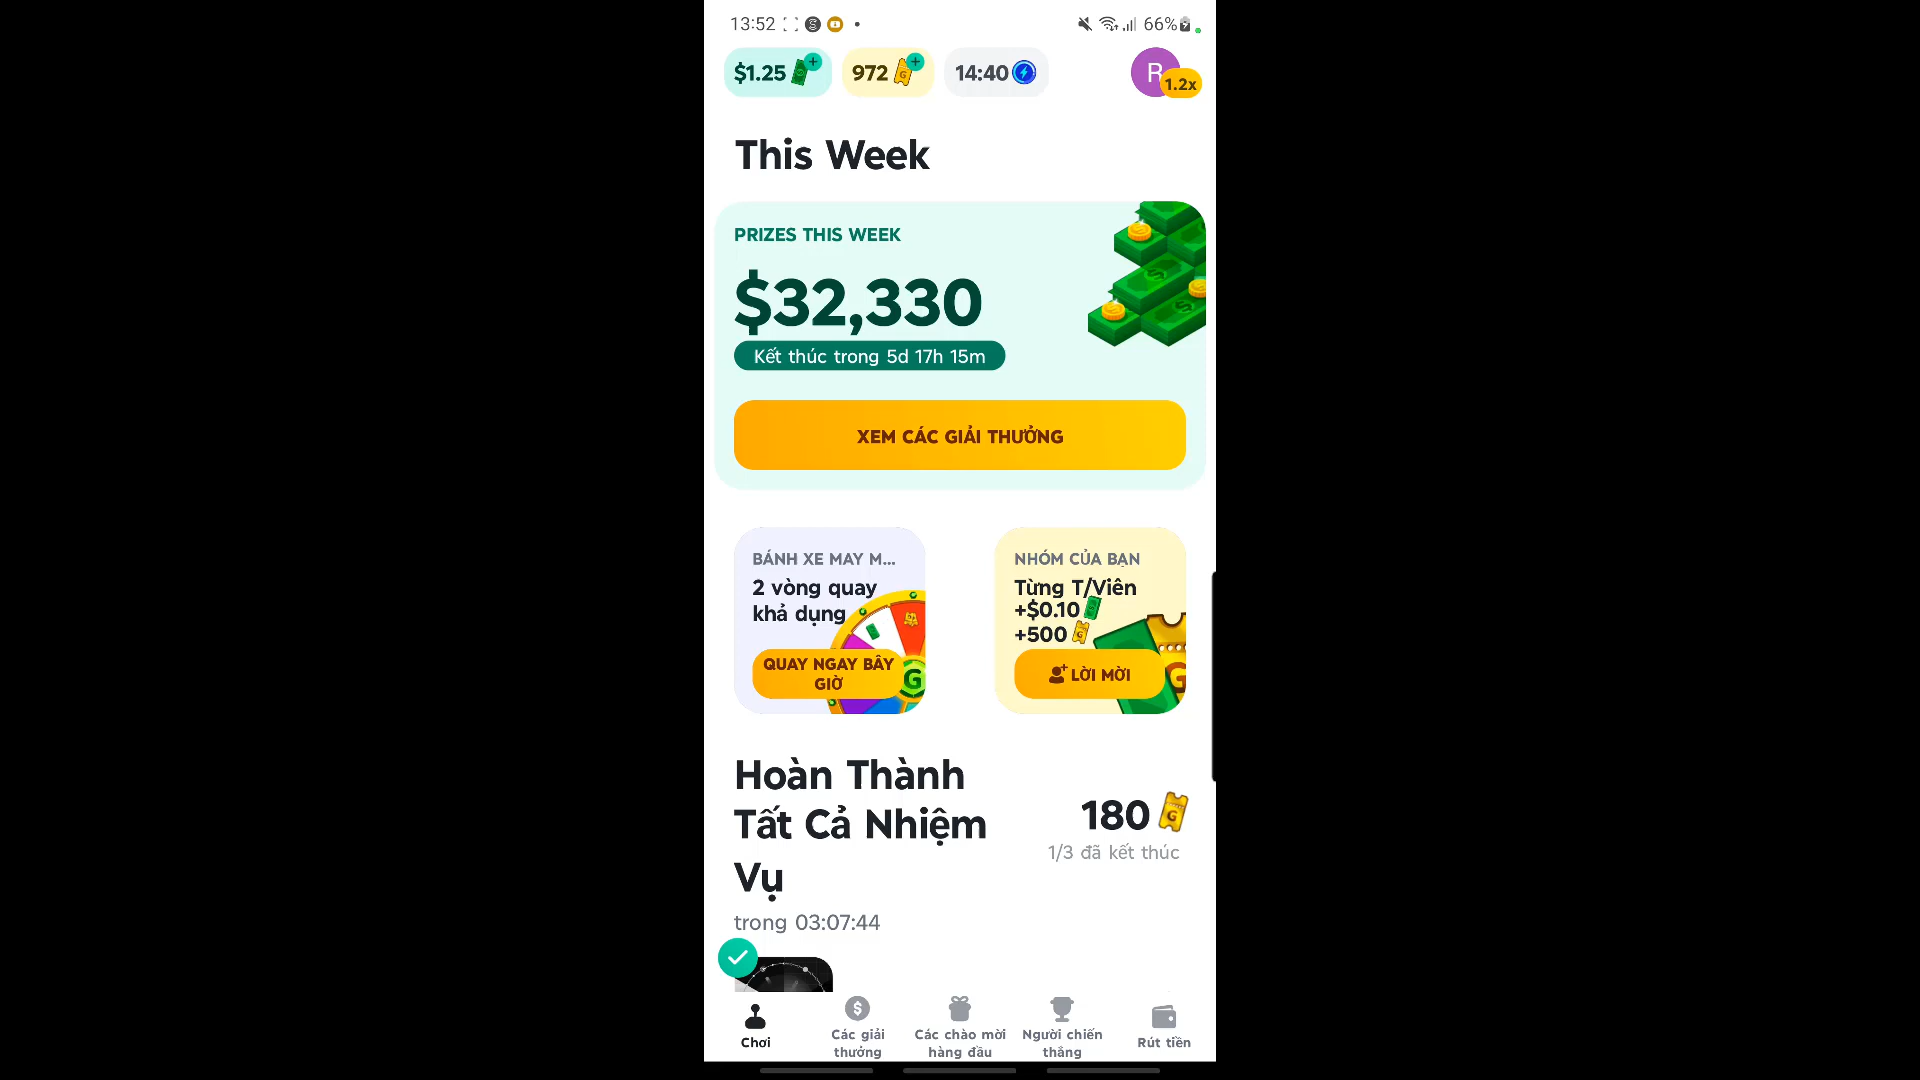 13:52 66%
$1.25 972 14:40 R
1.2x
This Week
PRIZES THIS WEEK
$32,330
Kết thúc trong 5d 17h 15m
XEM CÁC GIẢI THƯỞNG
BÁNH XE MAY M...
2 vòng quay
khả dụng
QUAY NGAY BÂY
GIỜ
G
NHÓM CỦA BẠN
Từng T/Viên
+$0.10
+500
LỜI MỜI
Hoàn Thành
Tất Cả Nhiệm
Vụ
180
1/3 đã kết thúc
trong 03:07:44
Chơi
Các giải
thưởng
Các chào mời
hàng đầu
Người chiến
thắng
Rút tiền